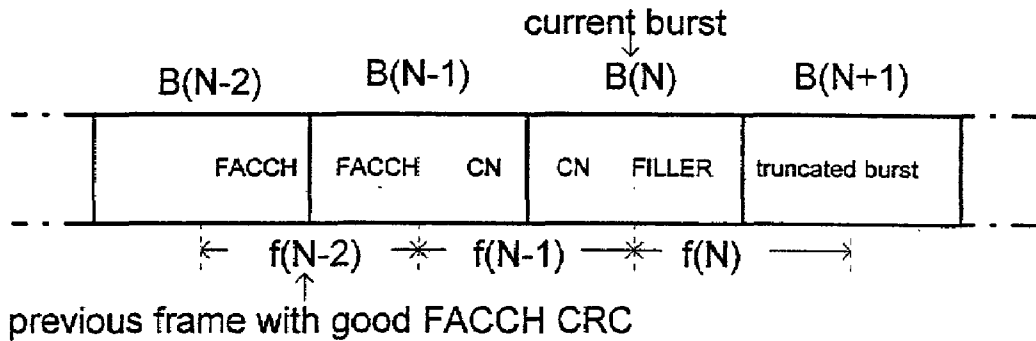 current burst
B(N-2) B(N-1) B(N) B(N+1)
FACCH FACCH CN CN FILLER truncated burst
f(N-2) f(N-1) f(N)
previous frame with good FACCH CRC